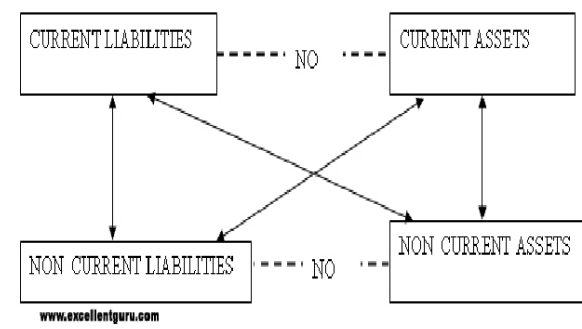 CURRENT LIABILITIES
NO
CURRENT ASSETS
NON CURRENT LIABILITIES
NO
NON CURRENT ASSETS
www.excellentguru.com